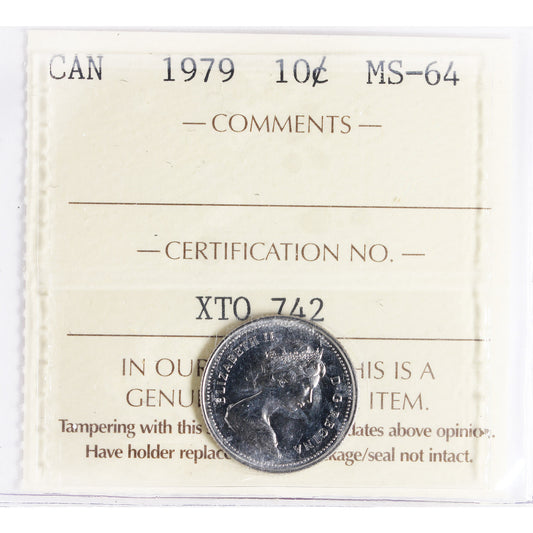 CAN 1979 10¢ MS-64
— COMMENTS —
— CERTIFICATION NO. —
XTO 742
IN OUR HIS IS A
GENU ITEM.
Tampering with this dates above opinion.
Have holder replac kage/seal not intact.
ELIZABETH II D·G·REGINA